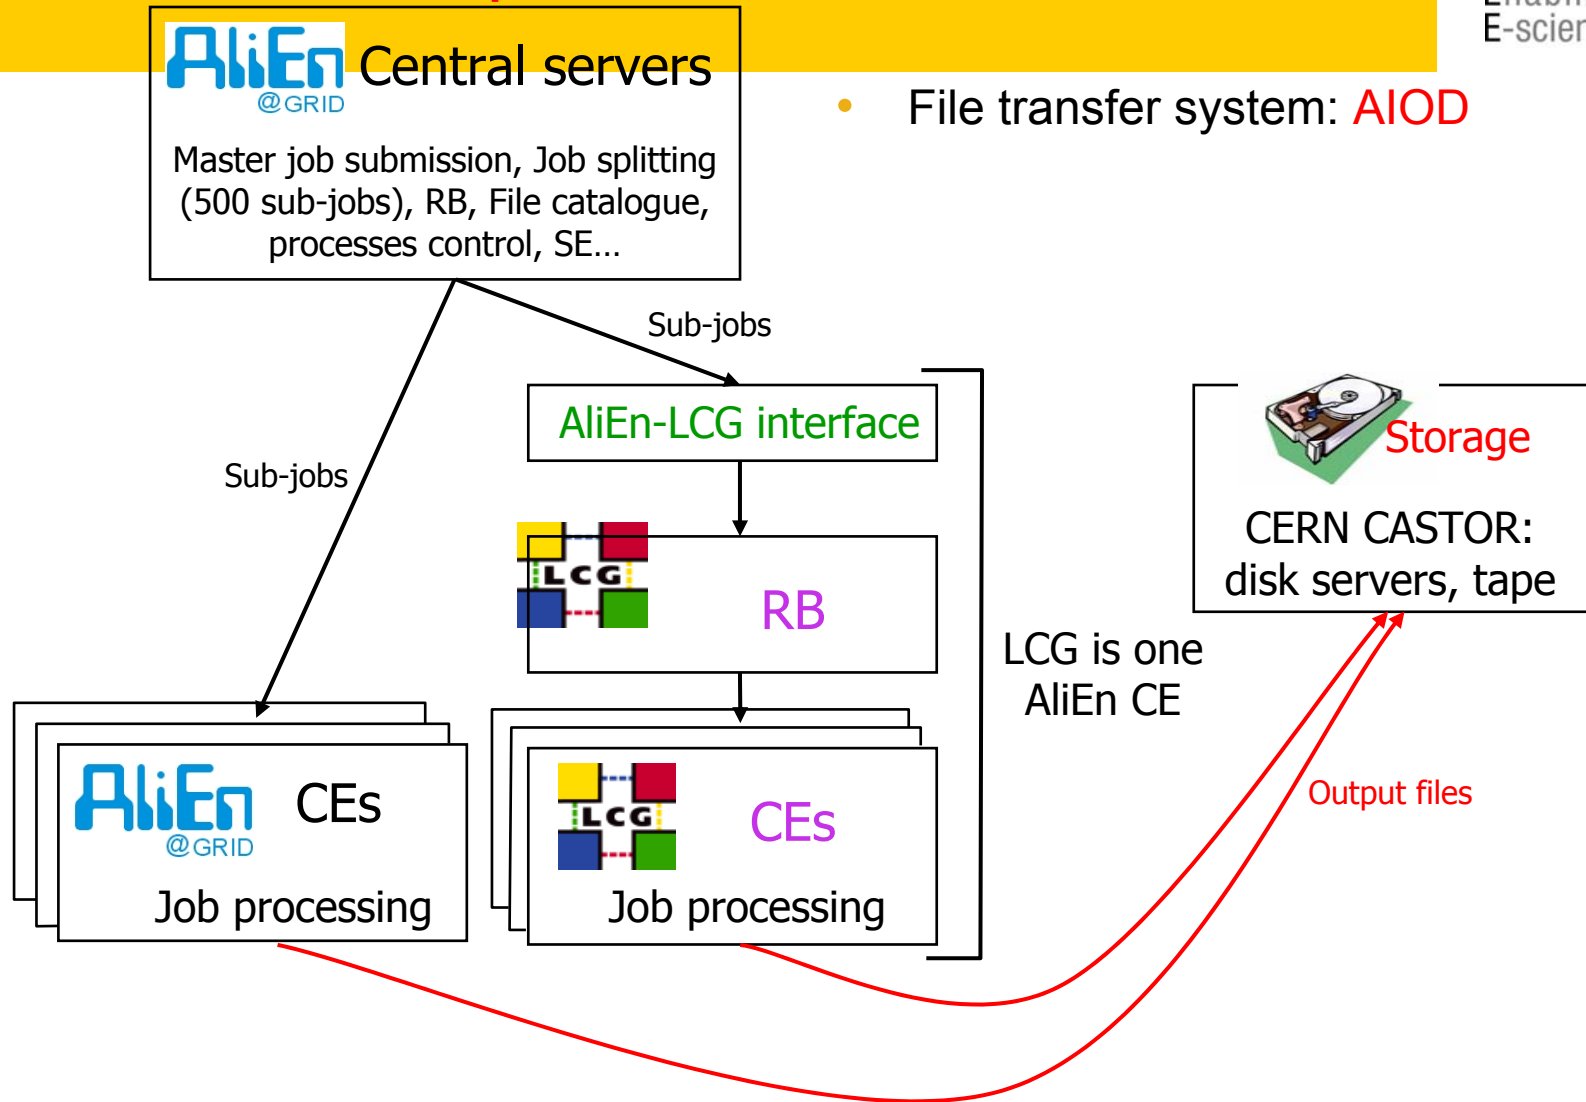 E-scien
AliEn
@GRID
Central servers
Master job submission, Job splitting
(500 sub-jobs), RB, File catalogue,
processes control, SE...
• File transfer system: AIOD
Sub-jobs
Sub-jobs
AliEn-LCG interface
LCG
RB
LCG is one
AliEn CE
Storage
CERN CASTOR:
disk servers, tape
AliEn
@GRID
CEs
Job processing
LCG
CEs
Job processing
Output files